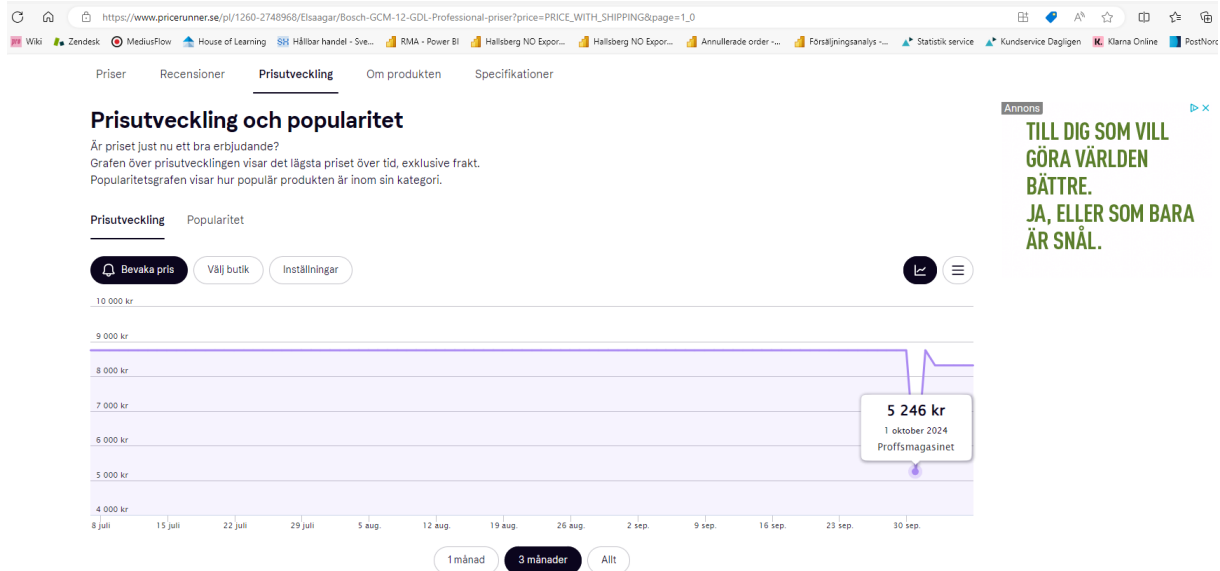 https://www.pricerunner.se/pl/1260-2748968/Elsaagar/Bosch-GCM-12-GDL-Professional-priser?price=PRICE_WITH_SHIPPING&page=1_0
Wiki Zendesk MediusFlow House of Learning SH Hållbar handel - Sve... RMA - Power BI Hallsberg NO Expor... Hallsberg NO Expor... Annullerade order -... Försäljningsanalys -... Statistik service Kundservice Dagligen K. Klarna Online PostNord
Priser Recensioner Prisutveckling Om produkten Specifikationer
Prisutveckling och popularitet
Är priset just nu ett bra erbjudande?
Grafen över prisutvecklingen visar det lägsta priset över tid, exklusive frakt.
Popularitetsgrafen visar hur populär produkten är inom sin kategori.
Prisutveckling Popularitet
Bevaka pris Välj butik Inställningar
10 000 kr
9 000 kr
8 000 kr
7 000 kr
6 000 kr
5 000 kr
4 000 kr
5 246 kr
1 oktober 2024
Proffsmagasinet
8 juli 15 juli 22 juli 29 juli 5 aug. 12 aug. 19 aug. 26 aug. 2 sep. 9 sep. 16 sep. 23 sep. 30 sep.
1 månad 3 månader Allt
Annons
TILL DIG SOM VILL
GÖRA VÄRLDEN
BÄTTRE.
JA, ELLER SOM BARA
ÄR SNÅL.